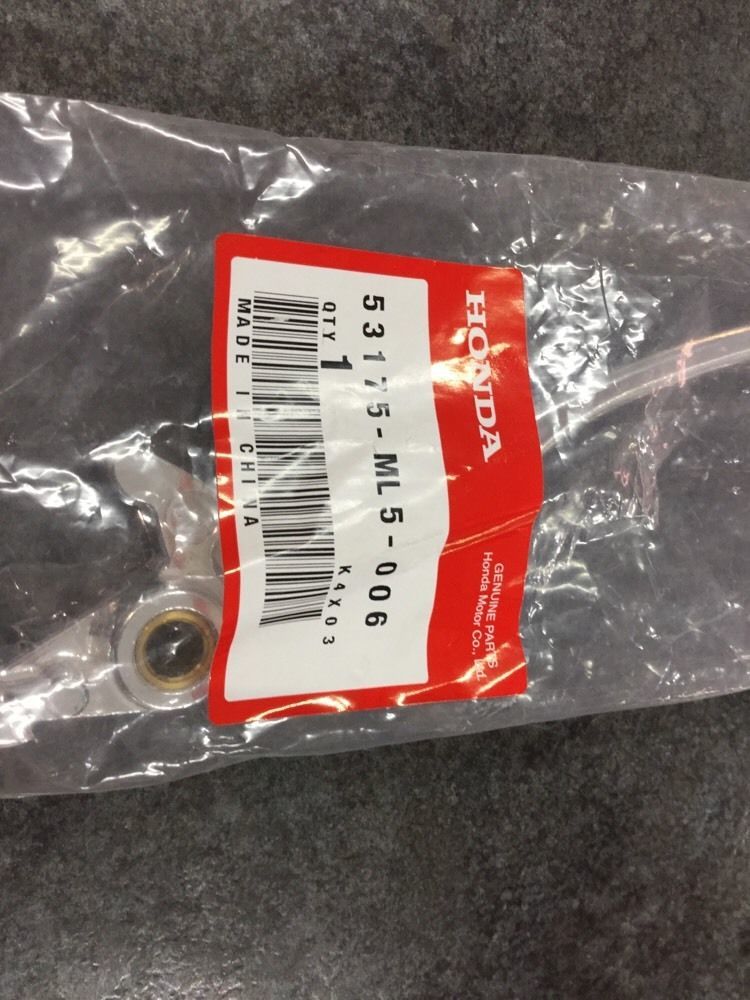 HONDA
GENUINE PARTS
Honda Motor Co., Ltd.
53175-ML5-006
QTY 1
K4X03
MADE IN CHINA